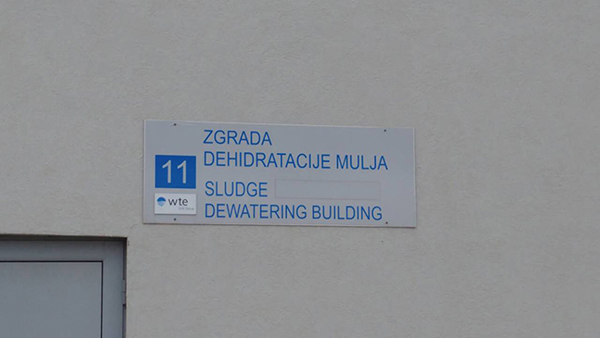 ZGRADA
DEHIDRATACIJE MULJA
11
SLUDGE
DEWATERING BUILDING
wte